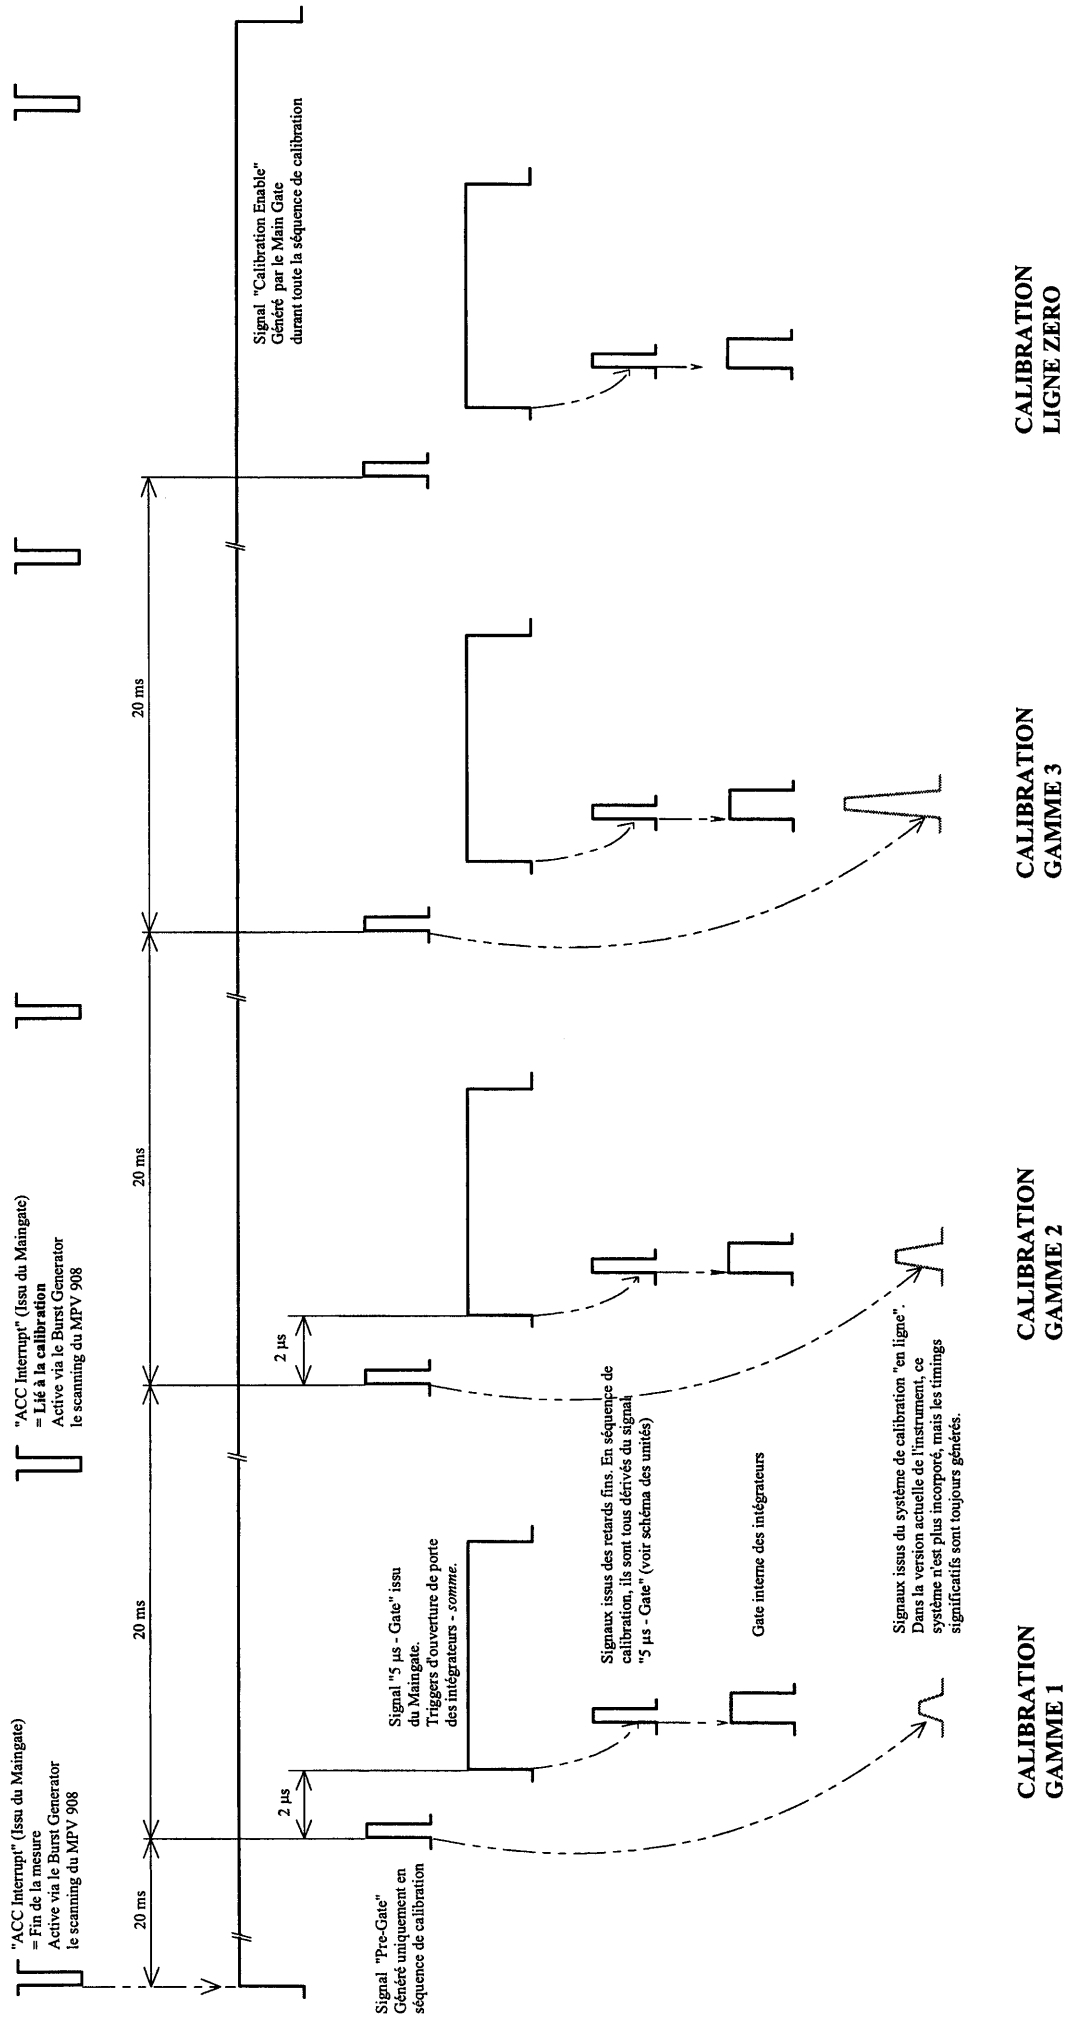 "ACC Interrupt" (Issu du Maingate)
= Fin de la mesure
Active via le Burst Generator
le scanning du MPV 908
"ACC Interrupt" (Issu du Maingate)
= Lié à la calibration
Active via le Burst Generator
le scanning du MPV 908
20 ms
20 ms
20 ms
20 ms
Signal "Calibration Enable"
Généré par le Main Gate
durant toute la séquence de calibration
2 µs
2 µs
Signal "Pre-Gate"
Généré uniquement en
séquence de calibration
Signal "5 µs - Gate" issu
du Maingate.
Triggers d'ouverture de porte
des intégrateurs - somme.
Signaux issus des retards fins. En séquence de
calibration, ils sont tous dérivés du signal
"5 µs - Gate" (voir schéma des unités)
Gate interne des intégrateurs
Signaux issus du système de calibration "en ligne".
Dans la version actuelle de l'instrument, ce
système n'est plus incorporé, mais les timings
significatifs sont toujours générés.
CALIBRATION
GAMME 1
CALIBRATION
GAMME 2
CALIBRATION
GAMME 3
CALIBRATION
LIGNE ZERO